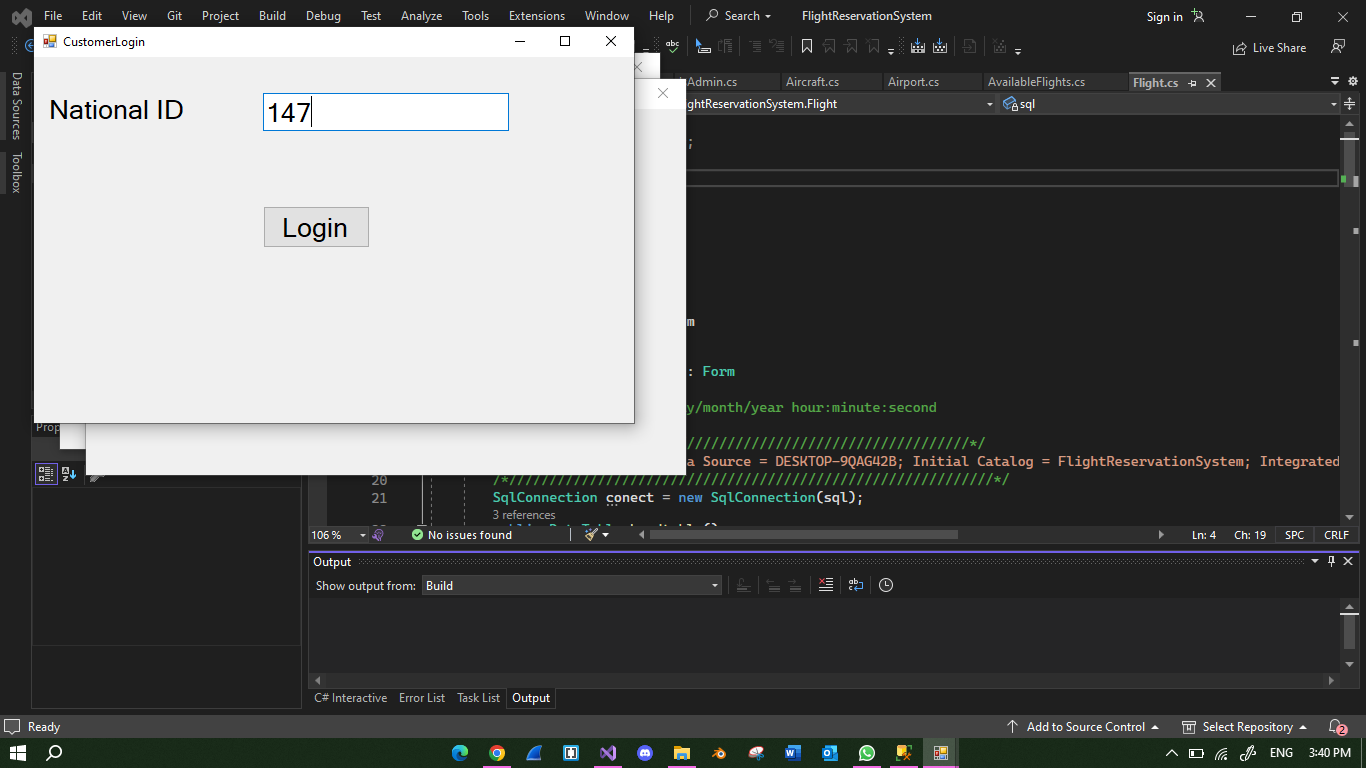 File Edit View Git Project Build Debug Test Analyze Tools Extensions Window Help Search FlightReservationSystem Sign in
CustomerLogin
Live Share
Data Sources
Toolbox
Admin.cs Aircraft.cs Airport.cs AvailableFlights.cs Flight.cs
ghtReservationSystem.Flight sql
National ID 147
;
Login
m
: Form
y/month/year hour:minute:second
Prop
/////////////////////////////////////*/
a Source = DESKTOP-9QAG42B; Initial Catalog = FlightReservationSystem; Integrated
20 /*///////////////////////////////////////////////////////////*/
21 SqlConnection conect = new SqlConnection(sql);
3 references
106 % No issues found Ln: 4 Ch: 19 SPC CRLF
Output
Show output from: Build
C# Interactive Error List Task List Output
Ready Add to Source Control Select Repository 2
ENG 3:40 PM